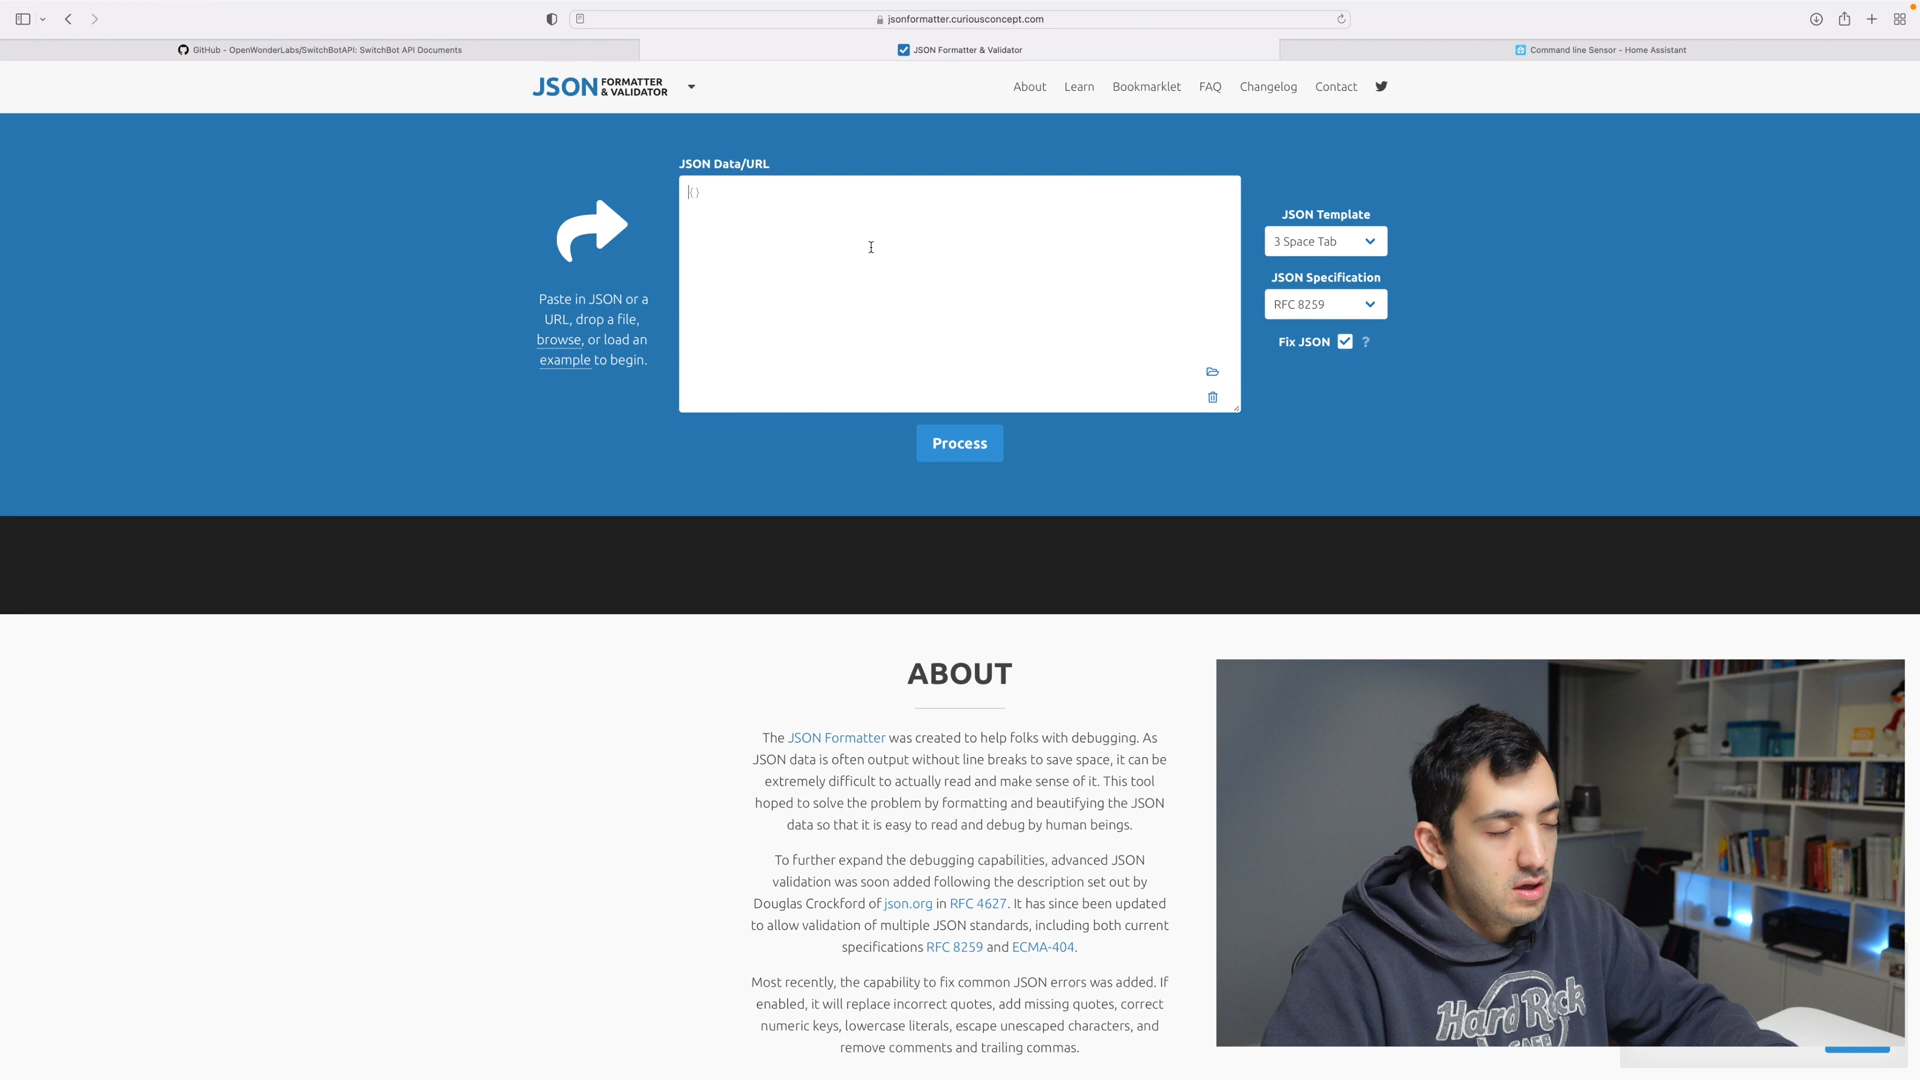 jsonformatter.curiousconcept.com
GitHub - OpenWonderLabs/SwitchBotAPI: SwitchBot API Documents
JSON Formatter & Validator
Command line Sensor - Home Assistant
JSON FORMATTER & VALIDATOR
About Learn Bookmarklet FAQ Changelog Contact
JSON Data/URL
{}
Paste in JSON or a
URL, drop a file,
browse, or load an
example to begin.
JSON Template
3 Space Tab
JSON Specification
RFC 8259
Fix JSON ?
Process
ABOUT
The JSON Formatter was created to help folks with debugging. As
JSON data is often output without line breaks to save space, it can be
extremely difficult to actually read and make sense of it. This tool
hoped to solve the problem by formatting and beautifying the JSON
data so that it is easy to read and debug by human beings.
To further expand the debugging capabilities, advanced JSON
validation was soon added following the description set out by
Douglas Crockford of json.org in RFC 4627. It has since been updated
to allow validation of multiple JSON standards, including both current
specifications RFC 8259 and ECMA-404.
Most recently, the capability to fix common JSON errors was added. If
enabled, it will replace incorrect quotes, add missing quotes, correct
numeric keys, lowercase literals, escape unescaped characters, and
remove comments and trailing commas.
Hard Rock
CAFE